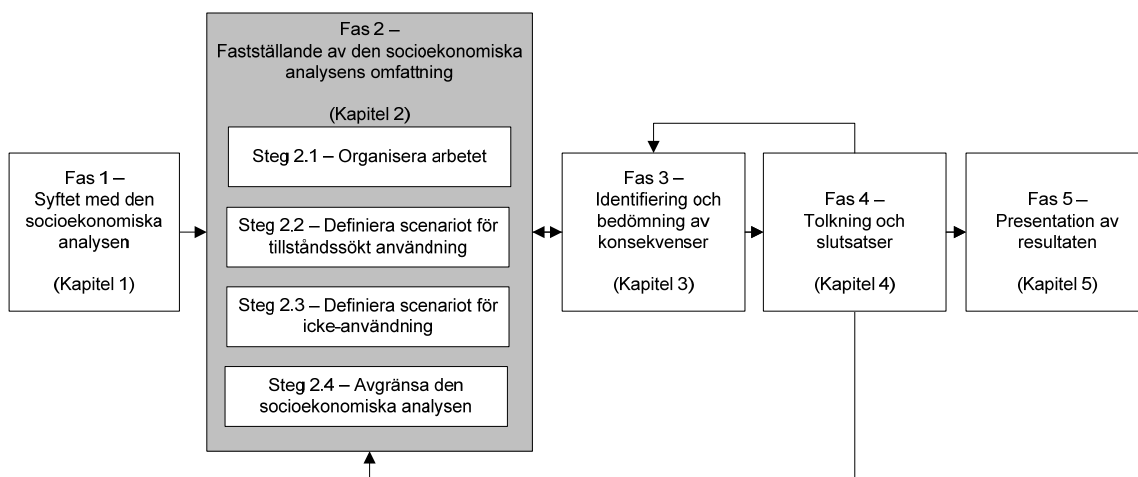 Fas 1 –
Syftet med den
socioekonomiska
analysen
(Kapitel 1)
Fas 2 –
Fastställande av den socioekonomiska
analysens omfattning
(Kapitel 2)
Steg 2.1 – Organisera arbetet
Steg 2.2 – Definiera scenariot för
tillståndssökt användning
Steg 2.3 – Definiera scenariot för
icke-användning
Steg 2.4 – Avgränsa den
socioekonomiska analysen
Fas 3 –
Identifiering och
bedömning av
konsekvenser
(Kapitel 3)
Fas 4 –
Tolkning och
slutsatser
(Kapitel 4)
Fas 5 –
Presentation av
resultaten
(Kapitel 5)